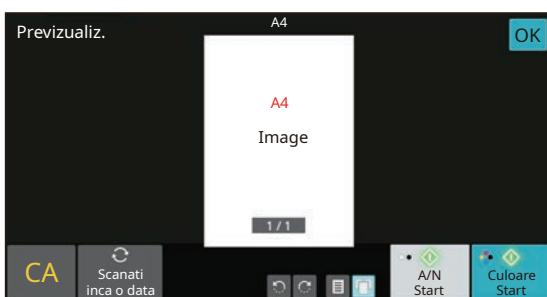 A4
Previzualiz.
OK
A4
Image
1 / 1
CA
Scanati
inca o data
A/N
Start
Culoare
Start